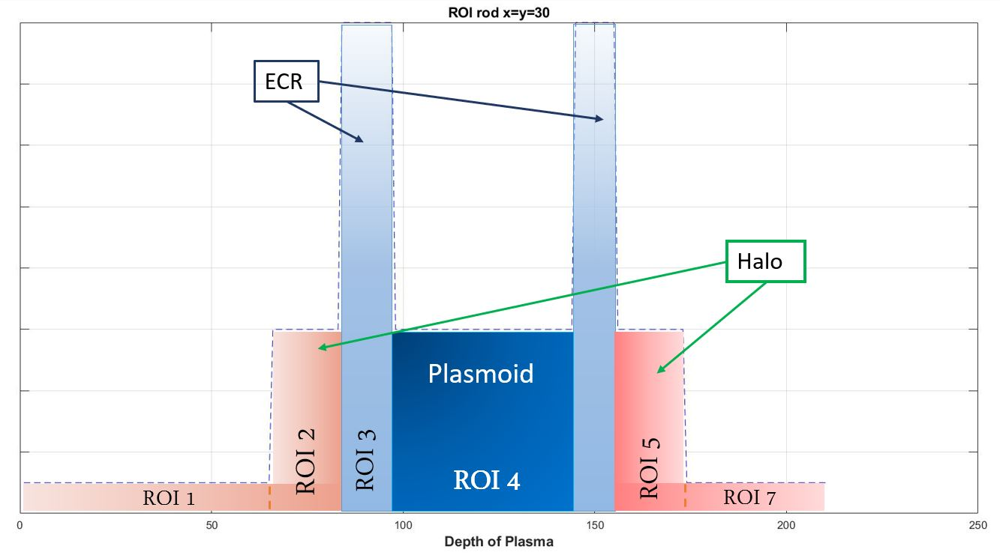 ROI rod x=y=30
ECR
Halo
Plasmoid
ROI 1
ROI 2
ROI 3
ROI 4
ROI 5
ROI 7
0 50 100 150 200 250
Depth of Plasma